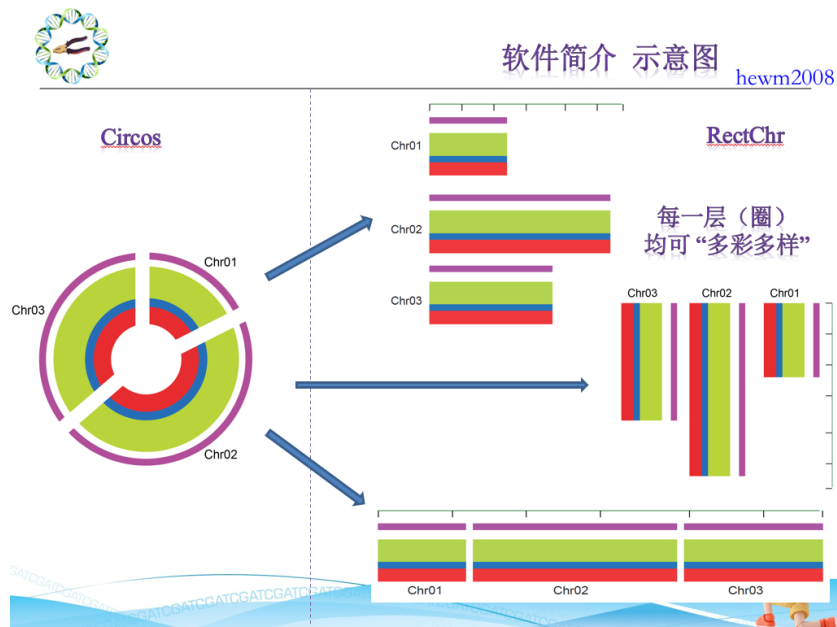 软件简介 示意图
hewm2008
Circos
RectChr
Chr01
Chr02
Chr03
每一层（圈）
均可 “多彩多样”
Chr01
Chr03
Chr02
Chr03 Chr02 Chr01
Chr01 Chr02 Chr03